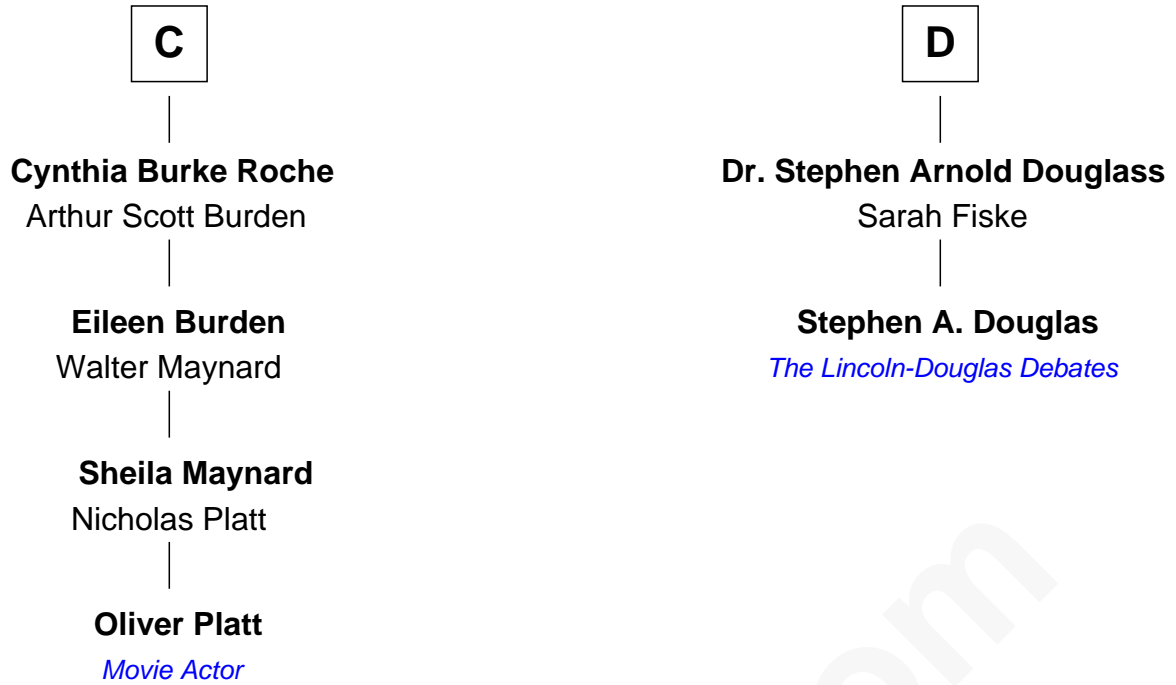 C
Cynthia Burke Roche
Arthur Scott Burden
Eileen Burden
Walter Maynard
Sheila Maynard
Nicholas Platt
Oliver Platt
Movie Actor
D
Dr. Stephen Arnold Douglass
Sarah Fiske
Stephen A. Douglas
The Lincoln-Douglas Debates